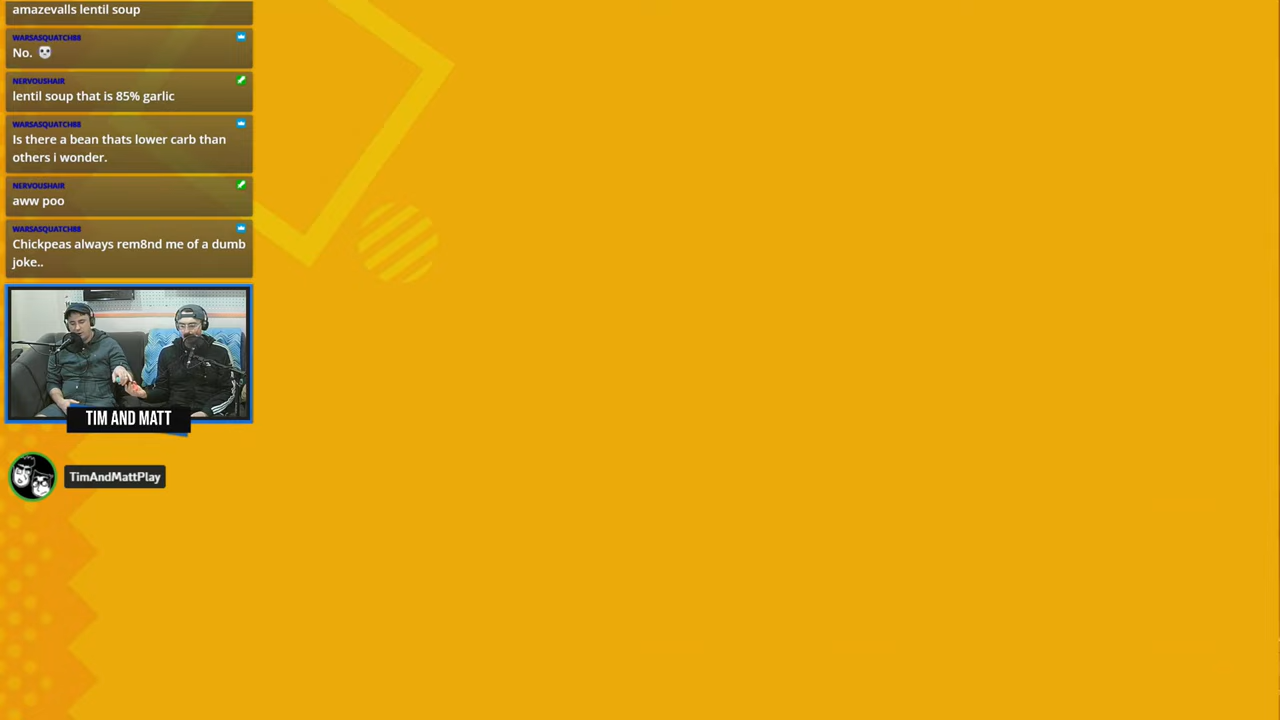 amazevalls lentil soup
WARSASQUATCH88
No.
NERVOUSHAIR
lentil soup that is 85% garlic
WARSASQUATCH88
Is there a bean thats lower carb than
others i wonder.
NERVOUSHAIR
aww poo
WARSASQUATCH88
Chickpeas always rem8nd me of a dumb
joke..
TIM AND MATT
TimAndMattPlay